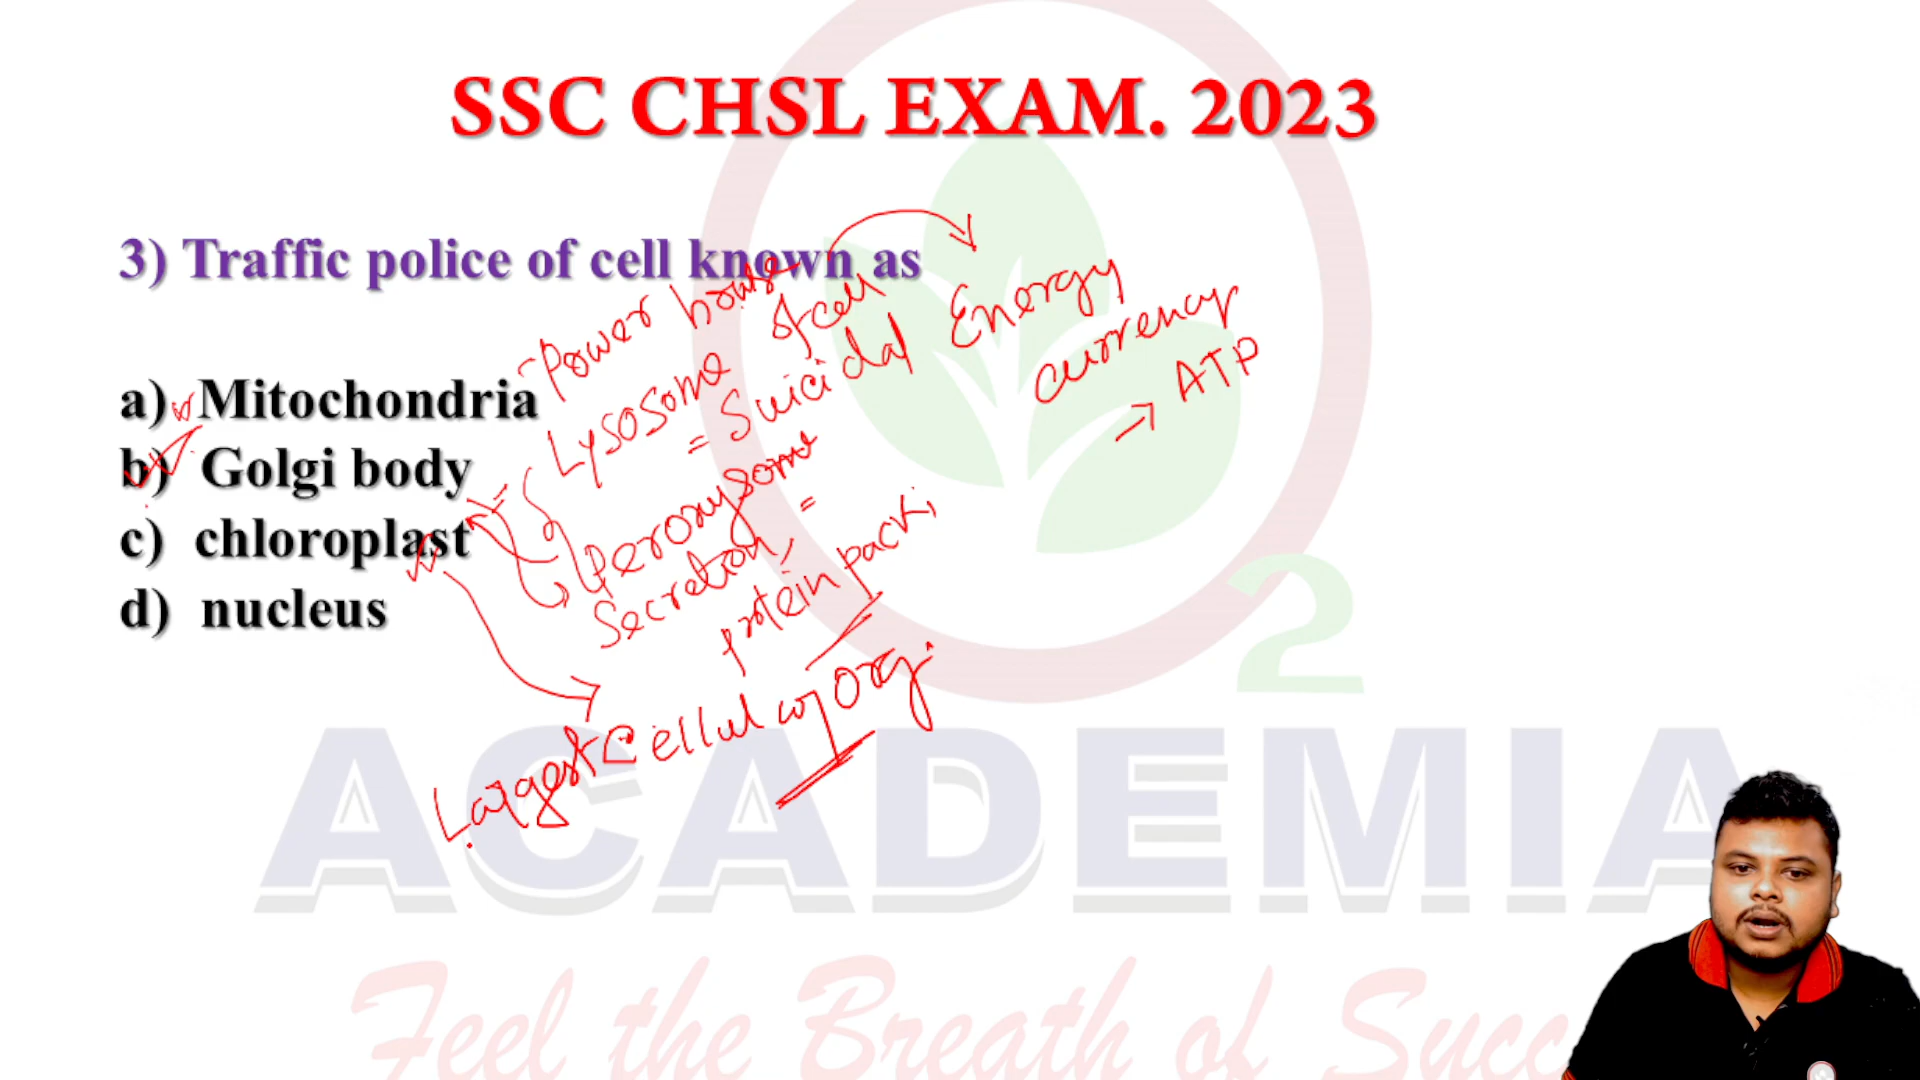 SSC CHSL EXAM. 2023
3) Traffic police of cell known as
a) Mitochondria
b) Golgi body
c) chloroplast
d) nucleus
- Power house
of cell
Energy
currency
→ ATP
Lysosome
= Suicidal
Peroxysome =
Secretion,
protein pack,
Largest Cellular Org.
2
ACADEMIA
Feel the Breath of Succ